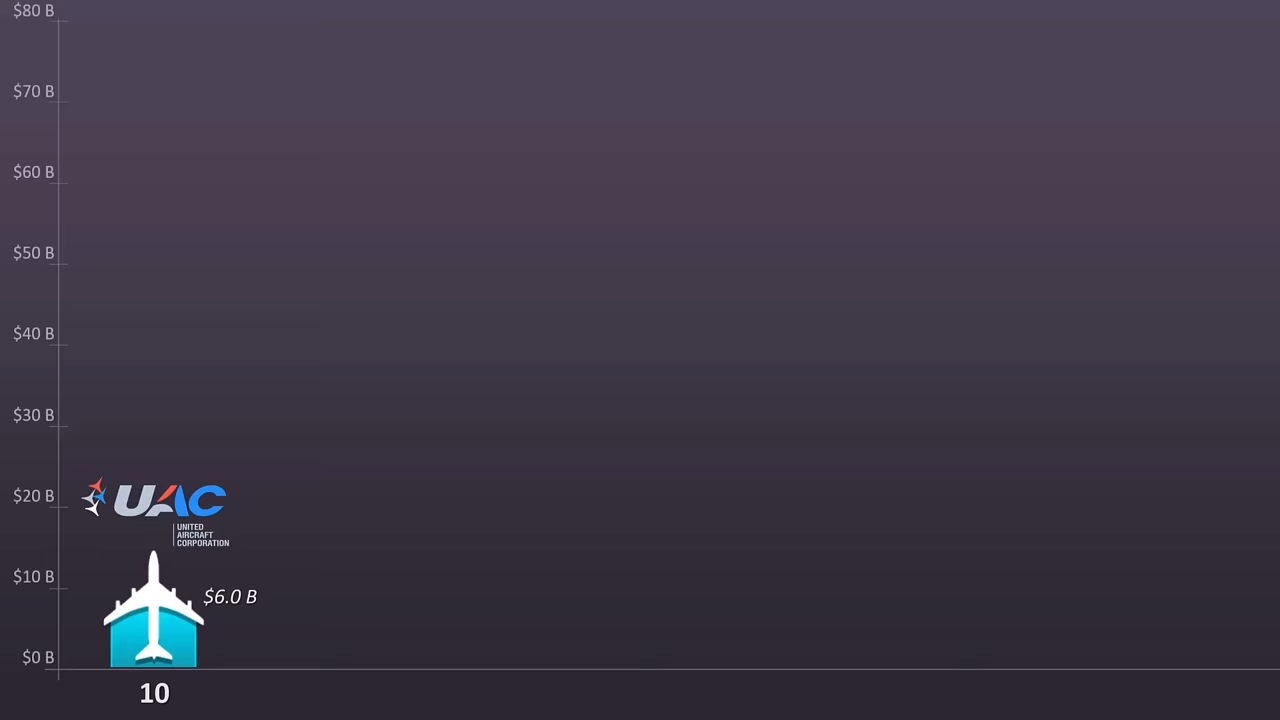 $80 B
$70 B
$60 B
$50 B
$40 B
$30 B
$20 B
UAC
UNITED
AIRCRAFT
CORPORATION
$10 B
$6.0 B
$0 B
10